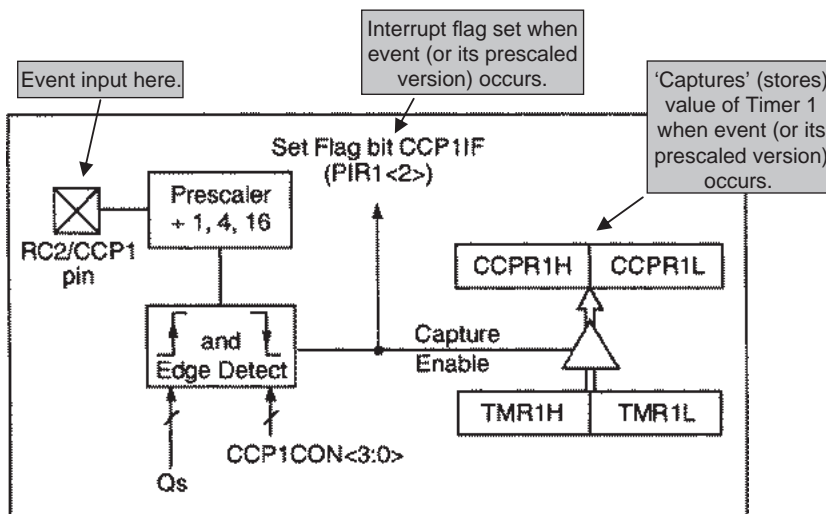 Interrupt flag set when
event (or its prescaled
version) occurs.
Event input here.
'Captures' (stores)
value of Timer 1
when event (or its
prescaled version)
occurs.
Set Flag bit CCP1IF
(PIR1<2>)
Prescaler
÷ 1, 4, 16
RC2/CCP1
pin
CCPR1H
CCPR1L
and
Edge Detect
Capture
Enable
TMR1H
TMR1L
CCP1CON<3:0>
Qs